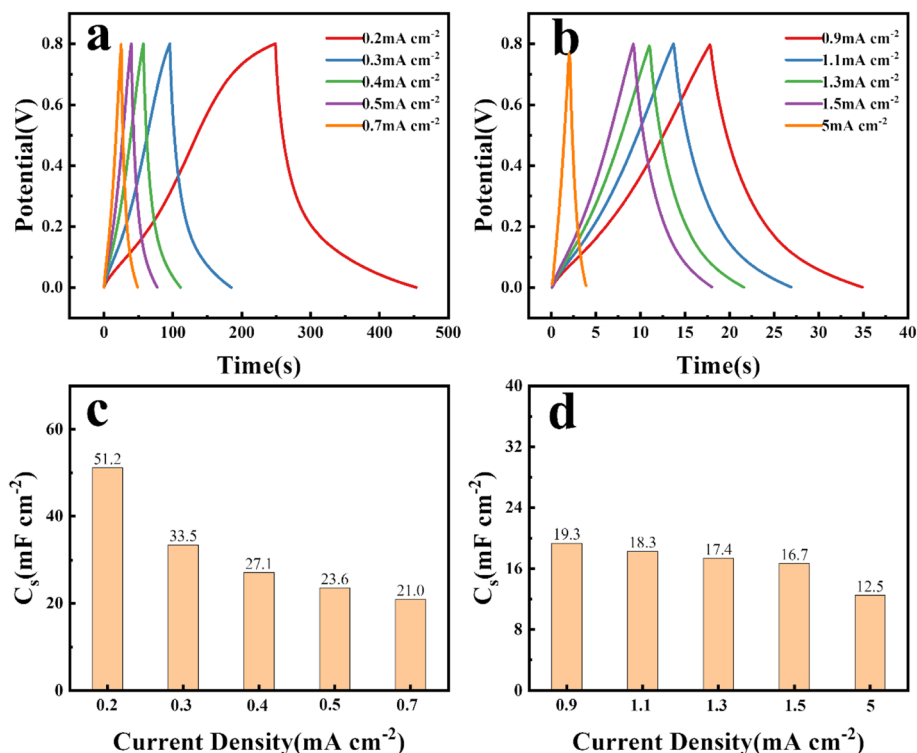 a
0.2mA cm⁻²
0.3mA cm⁻²
0.4mA cm⁻²
0.5mA cm⁻²
0.7mA cm⁻²
Potential(V)
0.8
0.6
0.4
0.2
0.0
0 100 200 300 400 500
Time(s)
b
0.9mA cm⁻²
1.1mA cm⁻²
1.3mA cm⁻²
1.5mA cm⁻²
5mA cm⁻²
Potential(V)
0.8
0.6
0.4
0.2
0.0
0 5 10 15 20 25 30 35 40
Time(s)
c
Cₛ(mF cm⁻²)
60
40
20
0
51.2
33.5
27.1
23.6
21.0
0.2 0.3 0.4 0.5 0.7
Current Density(mA cm⁻²)
d
Cₛ(mF cm⁻²)
40
32
24
16
8
0
19.3
18.3
17.4
16.7
12.5
0.9 1.1 1.3 1.5 5
Current Density(mA cm⁻²)